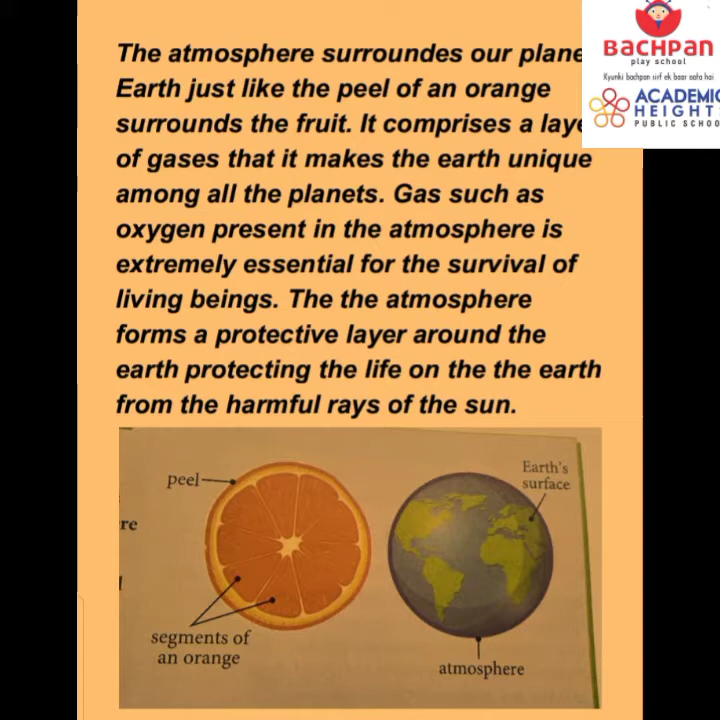 The atmosphere surroundes our plane
Earth just like the peel of an orange
surrounds the fruit. It comprises a laye
of gases that it makes the earth unique
among all the planets. Gas such as
oxygen present in the atmosphere is
extremely essential for the survival of
living beings. The the atmosphere
forms a protective layer around the
earth protecting the life on the the earth
from the harmful rays of the sun.
BACHPAN
play school
Kyunki bachpan sirf ek baar aata hai
ACADEMIC
HEIGHT
PUBLIC SCHOO
peel
Earth's
surface
re
segments of
an orange
atmosphere